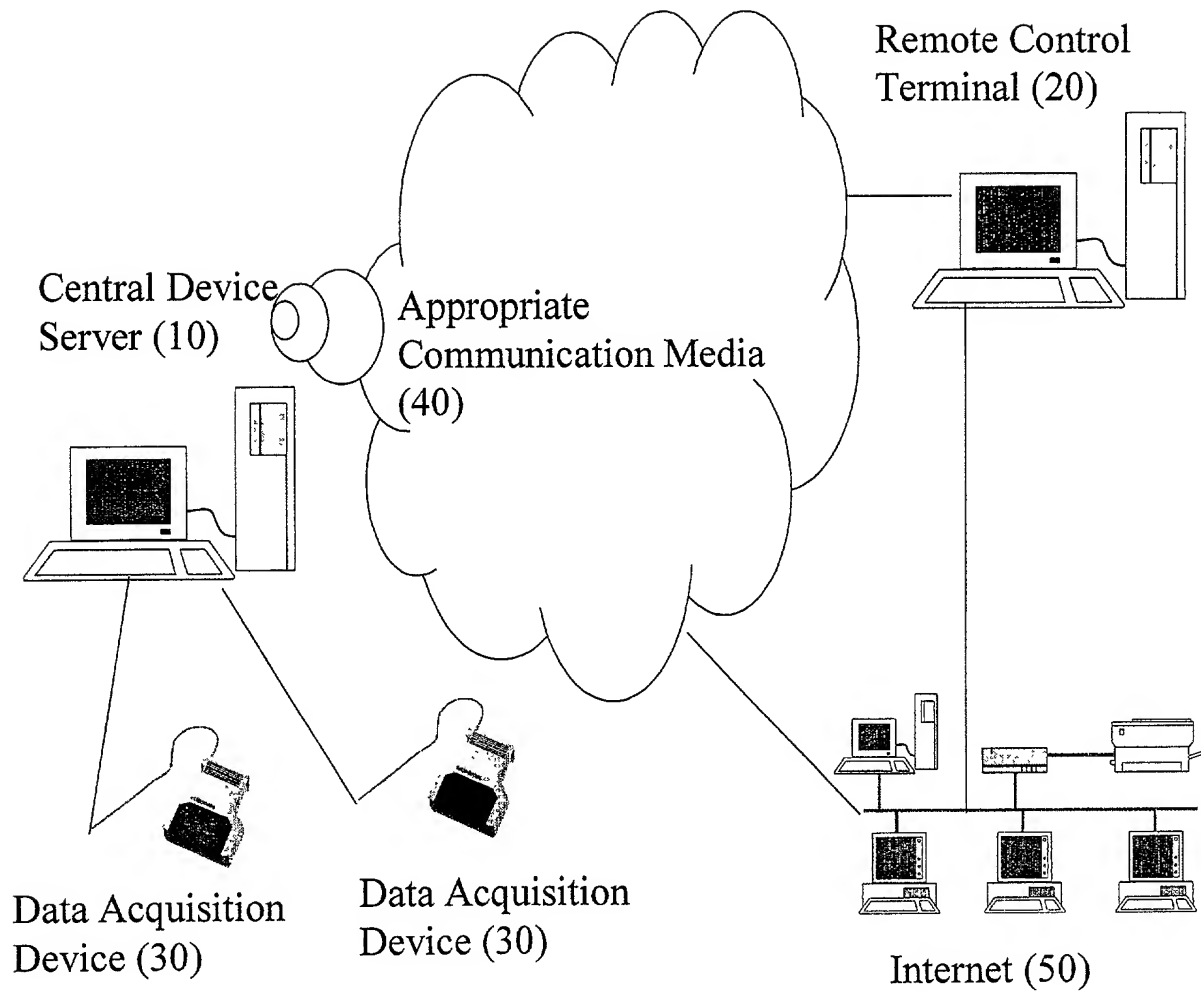 Remote Control
Terminal (20)
Central Device
Server (10)
Appropriate
Communication Media
(40)
Data Acquisition
Device (30)
Data Acquisition
Device (30)
Internet (50)